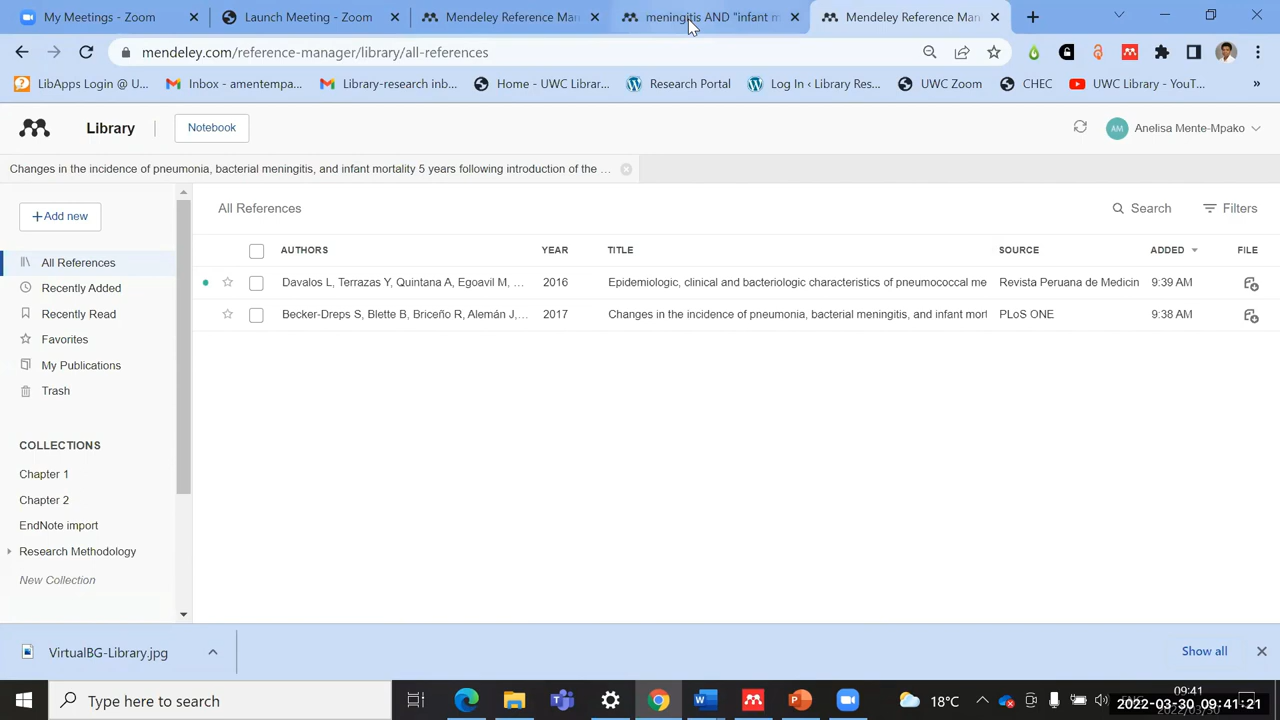 My Meetings - Zoom
Launch Meeting - Zoom
Mendeley Reference Man
meningitis AND "infant m
Mendeley Reference Man
mendeley.com/reference-manager/library/all-references
LibApps Login @ U...
Inbox - amentempa...
Library-research inb...
Home - UWC Librar...
Research Portal
Log In ‹ Library Res...
UWC Zoom
CHEC
UWC Library - YouT...
»
Library
Notebook
AM
Anelisa Mente-Mpako
Changes in the incidence of pneumonia, bacterial meningitis, and infant mortality 5 years following introduction of the ...
+Add new
All References
Search
Filters
AUTHORS YEAR TITLE SOURCE ADDED FILE
All References
Davalos L, Terrazas Y, Quintana A, Egoavil M, ... 2016 Epidemiologic, clinical and bacteriologic characteristics of pneumococcal me Revista Peruana de Medicin 9:39 AM
Recently Added
Becker-Dreps S, Blette B, Briceño R, Alemán J,... 2017 Changes in the incidence of pneumonia, bacterial meningitis, and infant mort PLoS ONE 9:38 AM
Recently Read
Favorites
My Publications
Trash
COLLECTIONS
Chapter 1
Chapter 2
EndNote import
Research Methodology
New Collection
VirtualBG-Library.jpg
Show all
Type here to search
18°C
09:41
2022-03-30 09:41:21